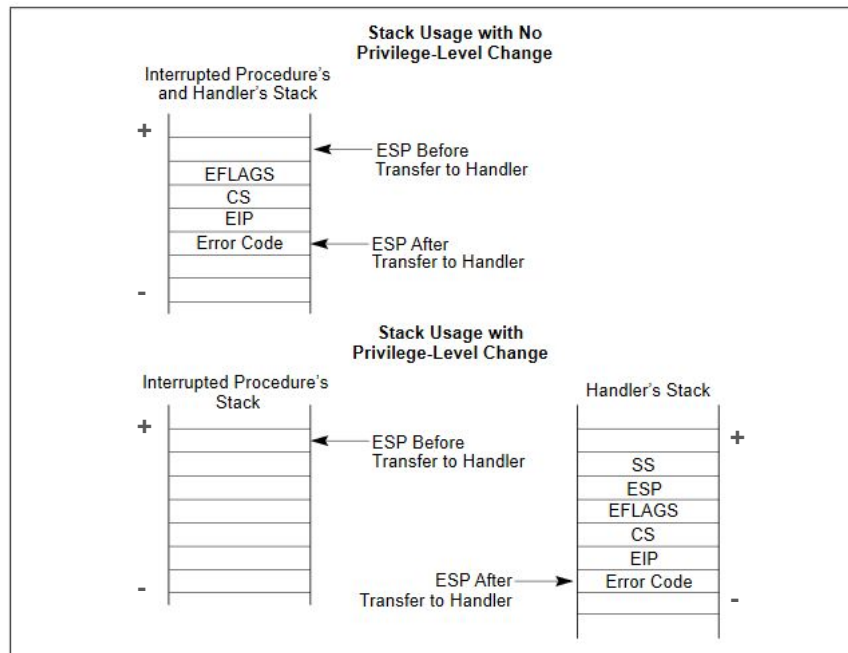 Stack Usage with No
Privilege-Level Change
Interrupted Procedure's
and Handler's Stack
+
ESP Before
Transfer to Handler
EFLAGS
CS
EIP
Error Code
ESP After
Transfer to Handler
-
Stack Usage with
Privilege-Level Change
Interrupted Procedure's
Stack
Handler's Stack
+
ESP Before
Transfer to Handler
+
SS
ESP
EFLAGS
CS
EIP
Error Code
ESP After
Transfer to Handler
-
-